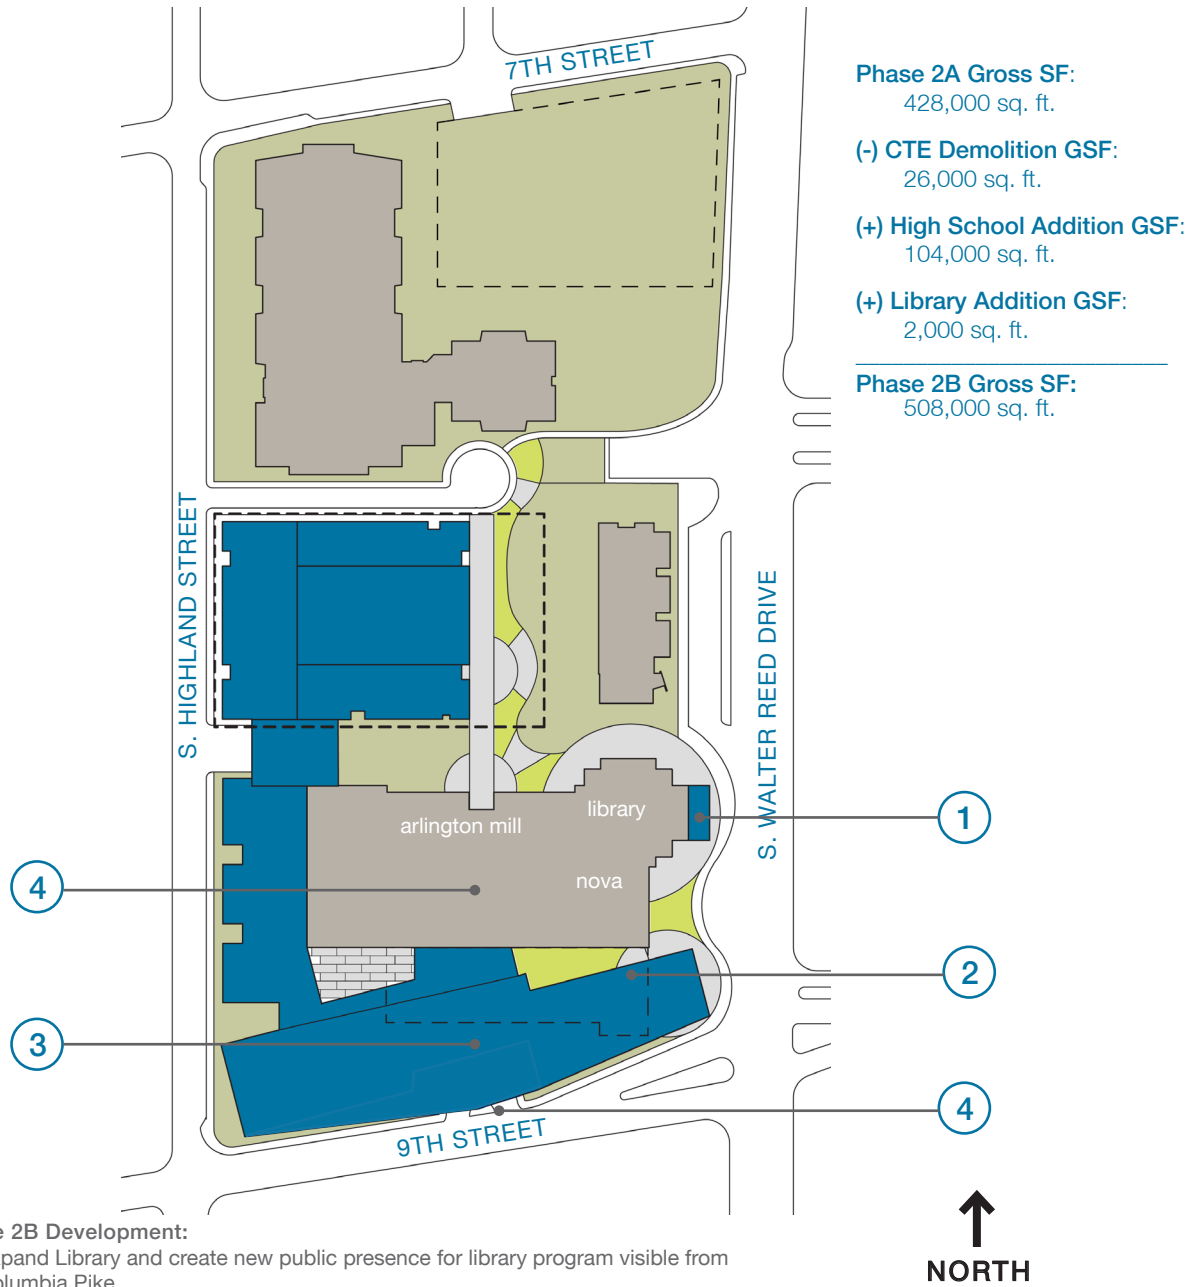 7TH STREET
Phase 2A Gross SF:
428,000 sq. ft.
(-) CTE Demolition GSF:
26,000 sq. ft.
(+) High School Addition GSF:
104,000 sq. ft.
(+) Library Addition GSF:
2,000 sq. ft.
Phase 2B Gross SF:
508,000 sq. ft.
S. HIGHLAND STREET
S. WALTER REED DRIVE
library
arlington mill
nova
1
4
2
3
4
9TH STREET
2B Development:
Library and create new public presence for library program visible from
Pike
NORTH